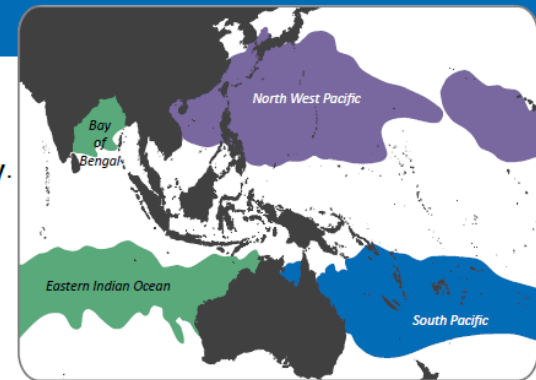 North West Pacific
Bay
of
Bengal
y.
Eastern Indian Ocean
South Pacific